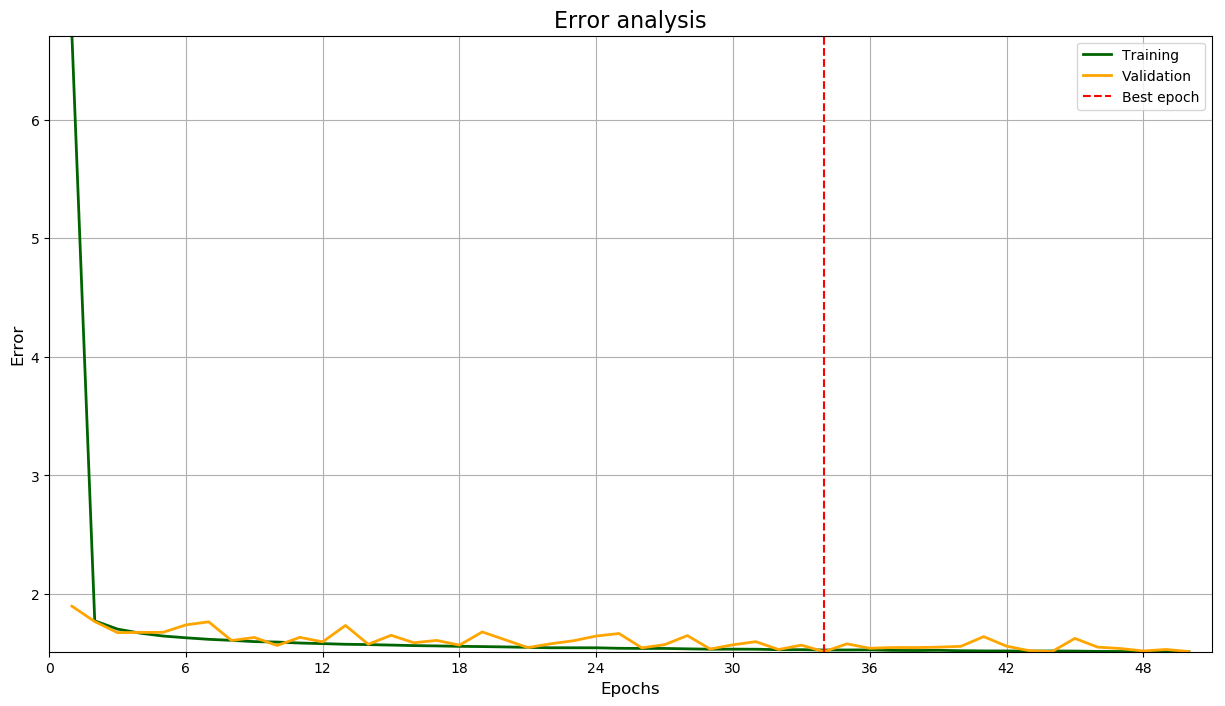 Error analysis
Training
Validation
Best epoch
6
5
4
3
2
Error
0 6 12 18 24 30 36 42 48
Epochs